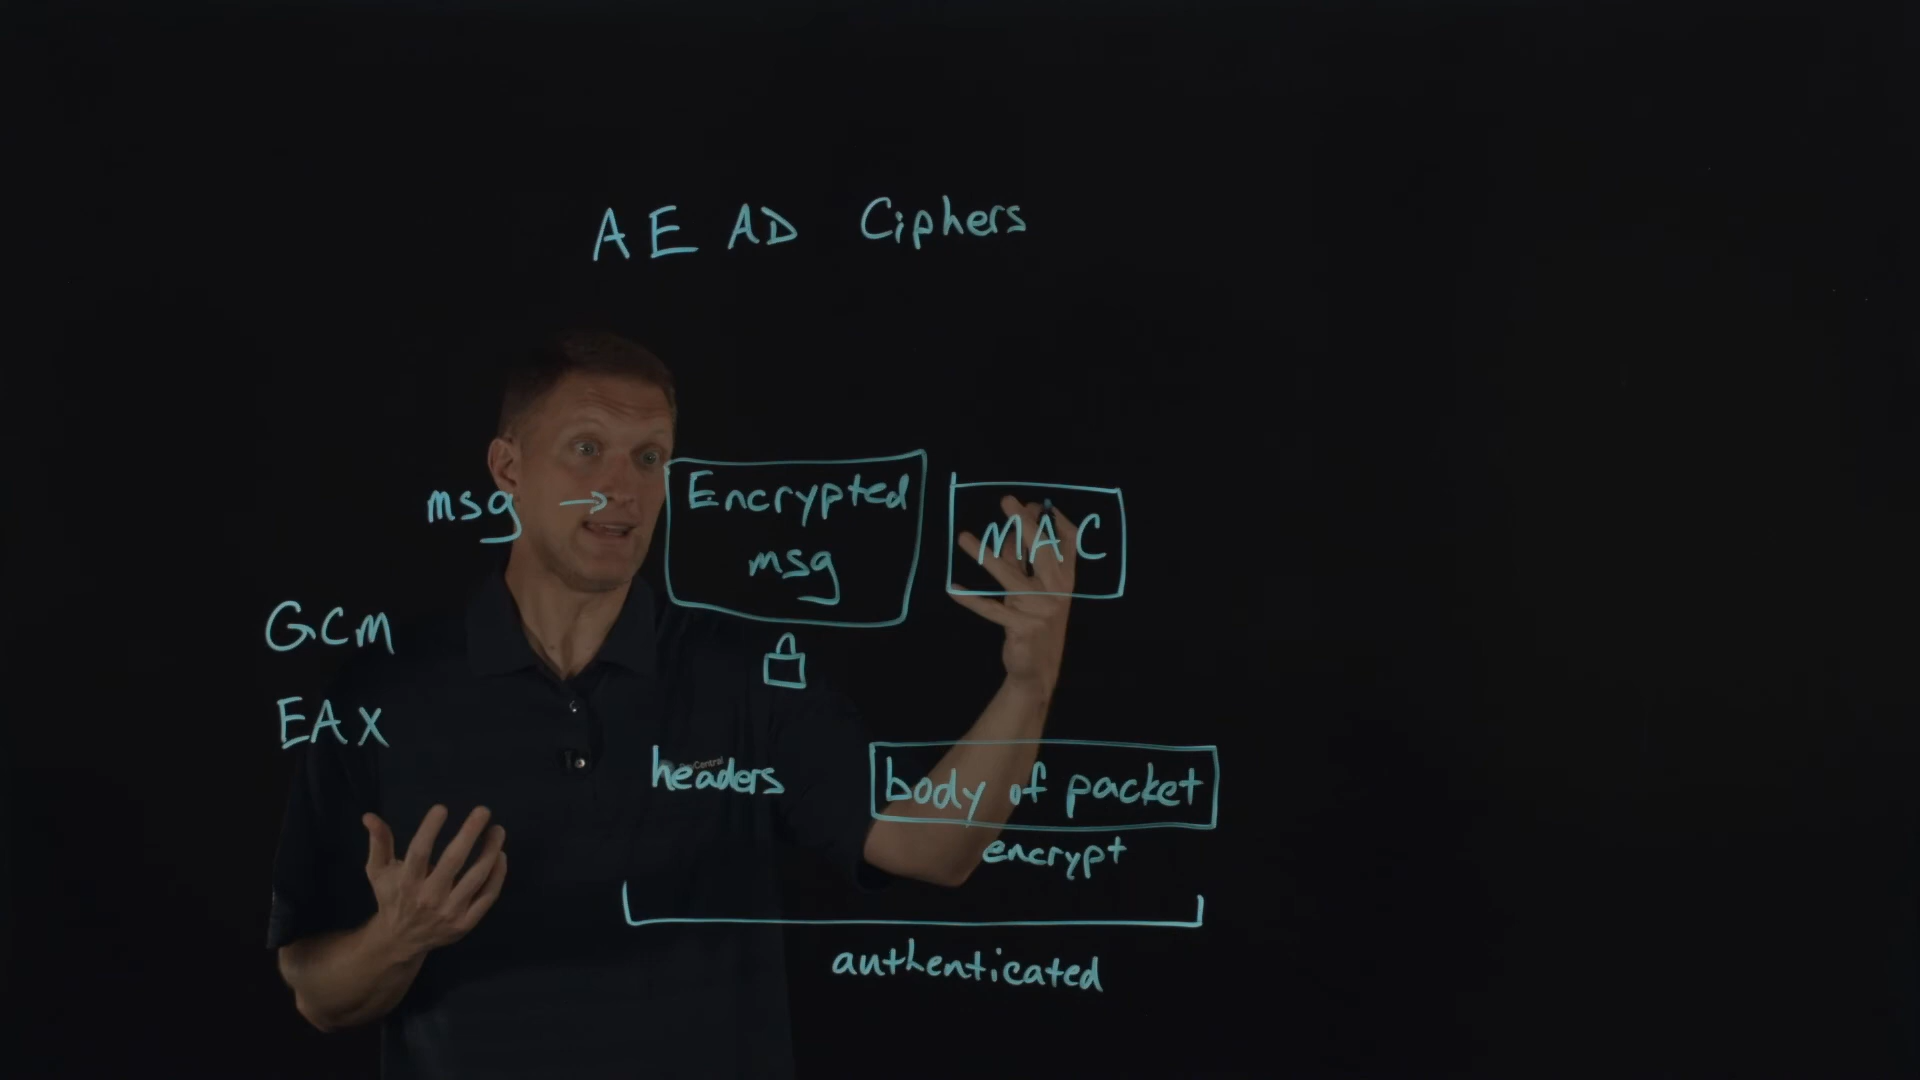 AEAD Ciphers
msg → Encrypted msg
MAC
GCM
EAX
headers
body of packet
encrypt
authenticated